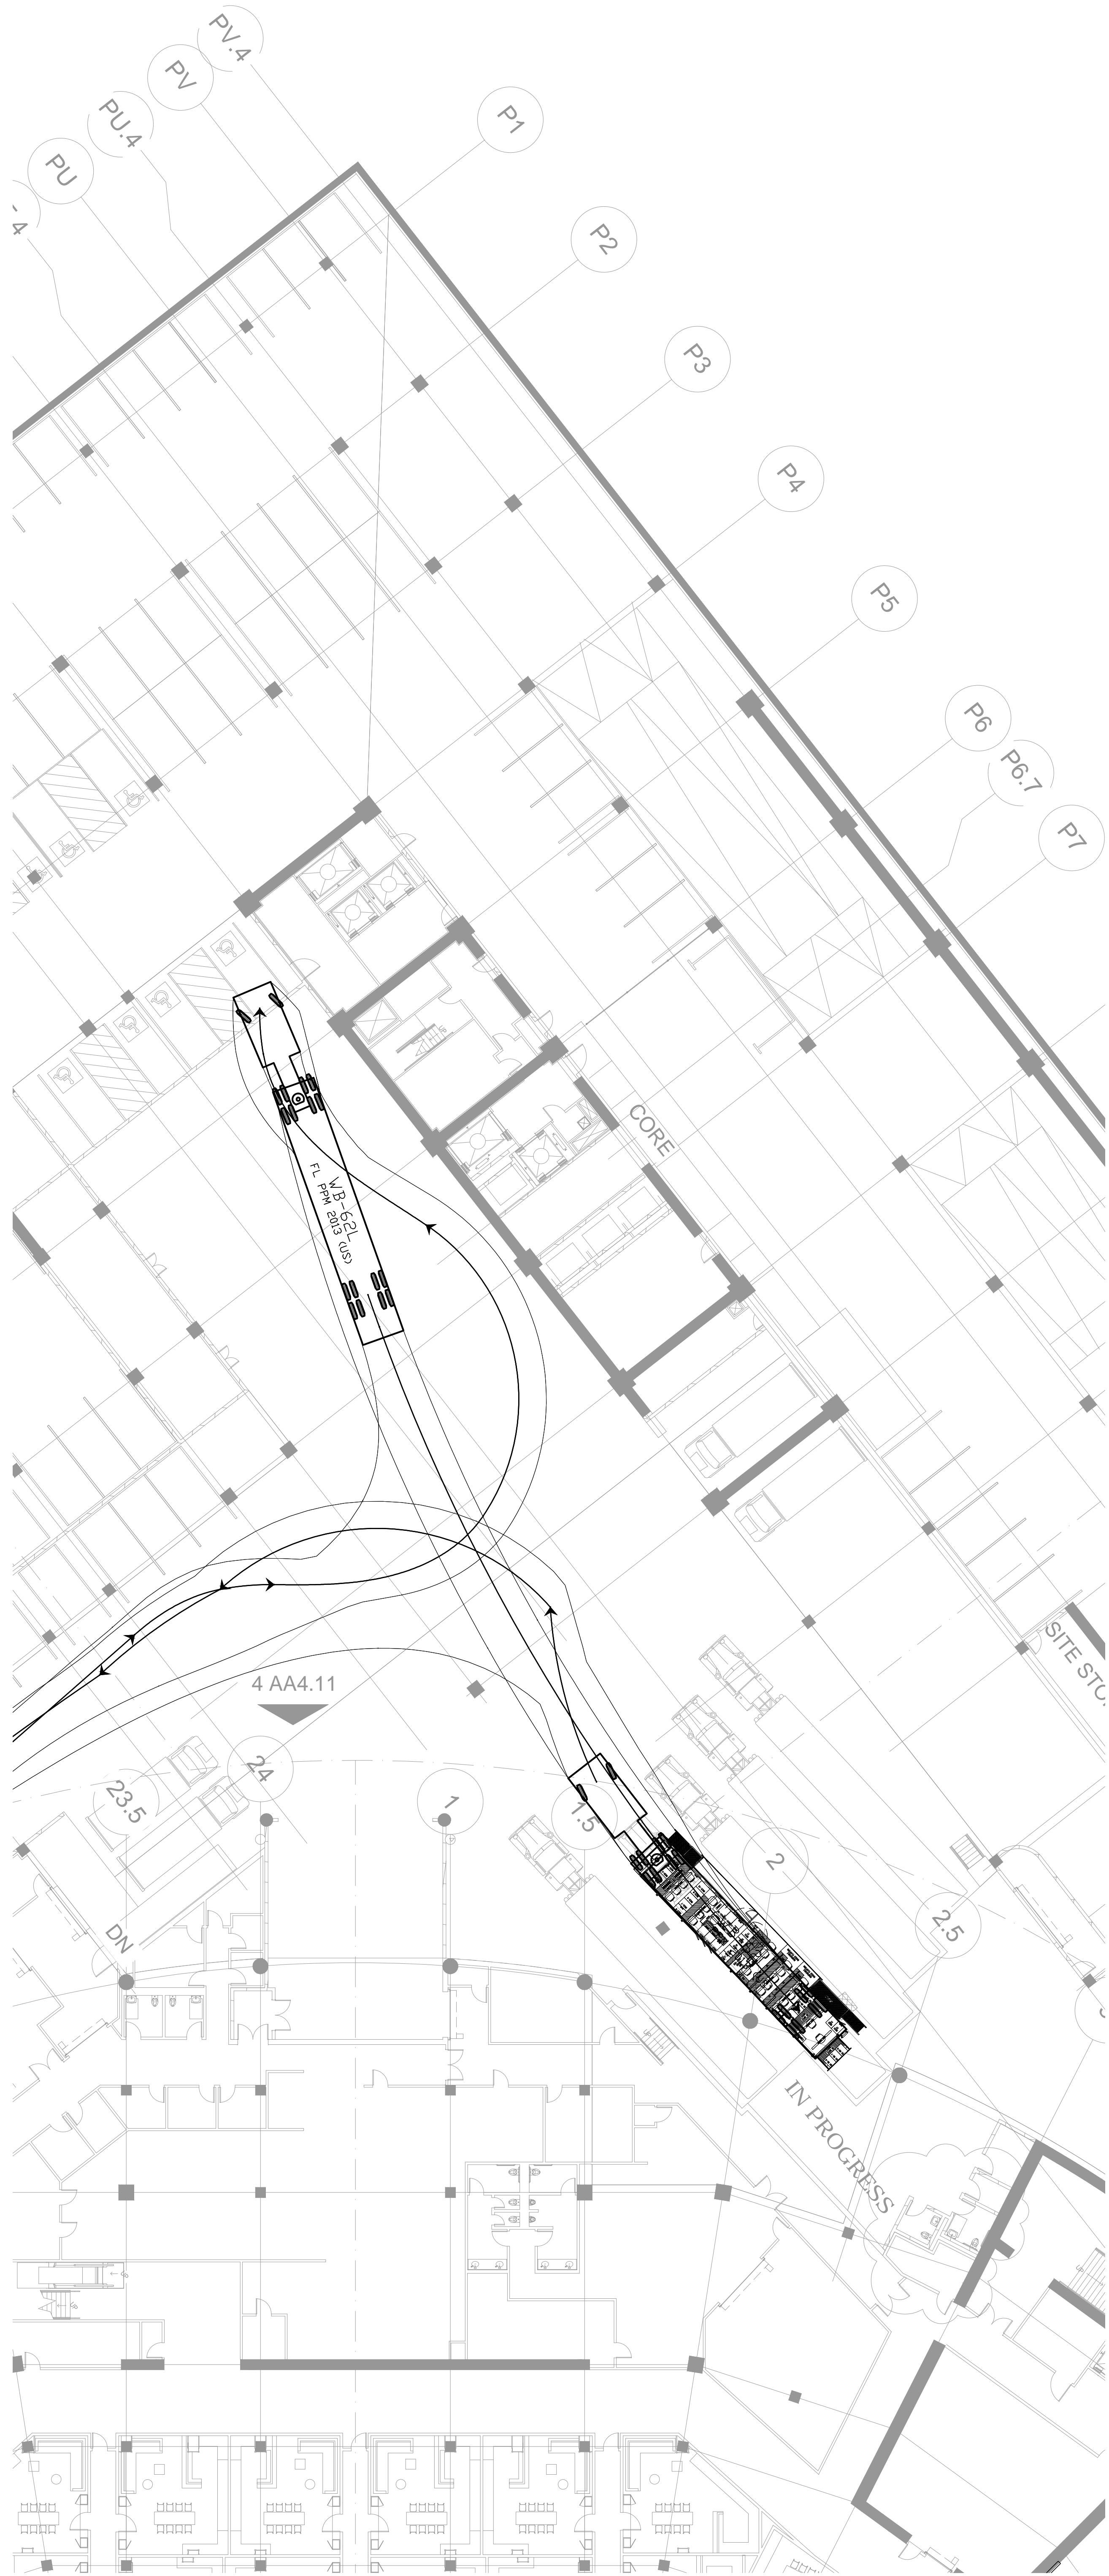 PV.4
PV
PU.4
P1
PU
P2
P3
P4
P5
P6
P6.7
P7
CORE
WB-62L
FL PPM 2013 (US)
SITE STO
4 AA4.11
24
23.5
1
1.5
2
2.5
DN
IN PROGRESS